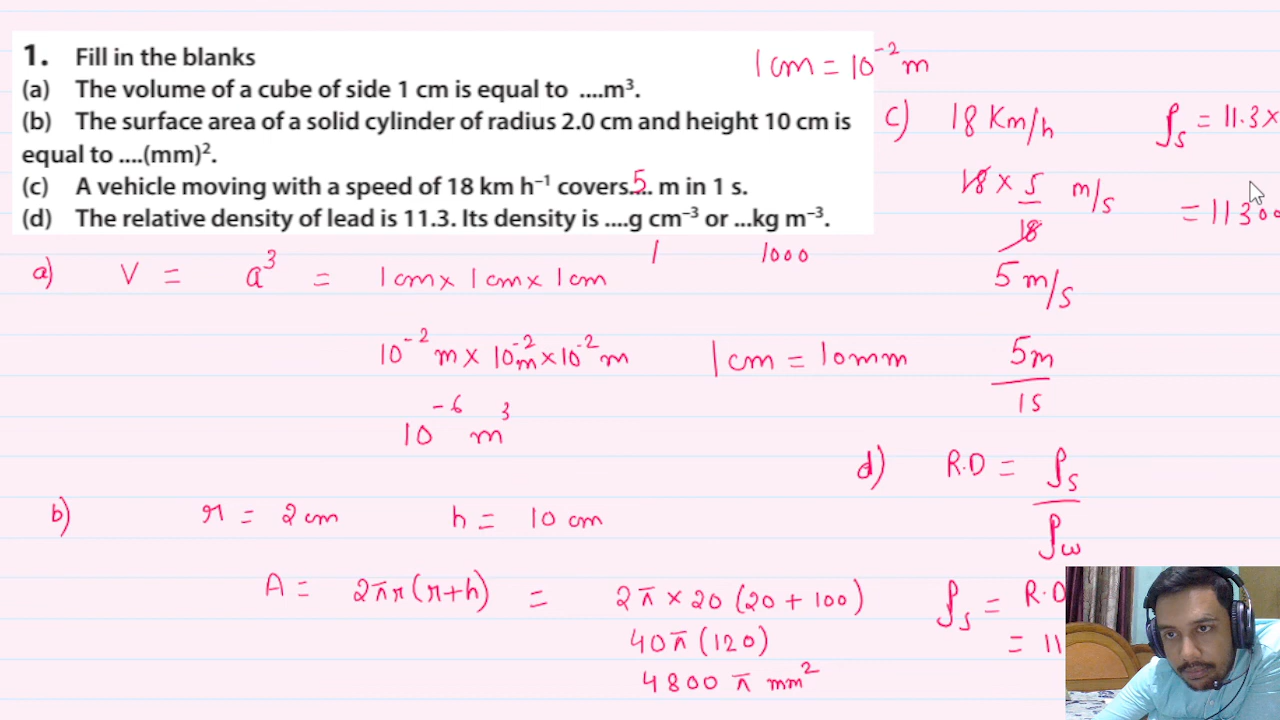 1. Fill in the blanks
(a) The volume of a cube of side 1 cm is equal to ....m³.
(b) The surface area of a solid cylinder of radius 2.0 cm and height 10 cm is
equal to ....(mm)².
(c) A vehicle moving with a speed of 18 km h⁻¹ covers..5.. m in 1 s.
(d) The relative density of lead is 11.3. Its density is ....g cm⁻³ or ...kg m⁻³.
1 1000
1 cm = 10⁻² m
a) V = a³ = 1 cm x 1 cm x 1 cm
10⁻² m x 10⁻² m x 10⁻² m
10⁻⁶ m³
1 cm = 10 mm
b) r = 2 cm h = 10 cm
A = 2πr(r+h) = 2π x 20 (20 + 100)
40π (120)
4800 π mm²
c) 18 Km/h
18 x 5/18 m/s
5 m/s
5m
1s
d) R.D = ρs
ρw
ρs = R.D
= 11
ρs = 11.3 x
= 11300